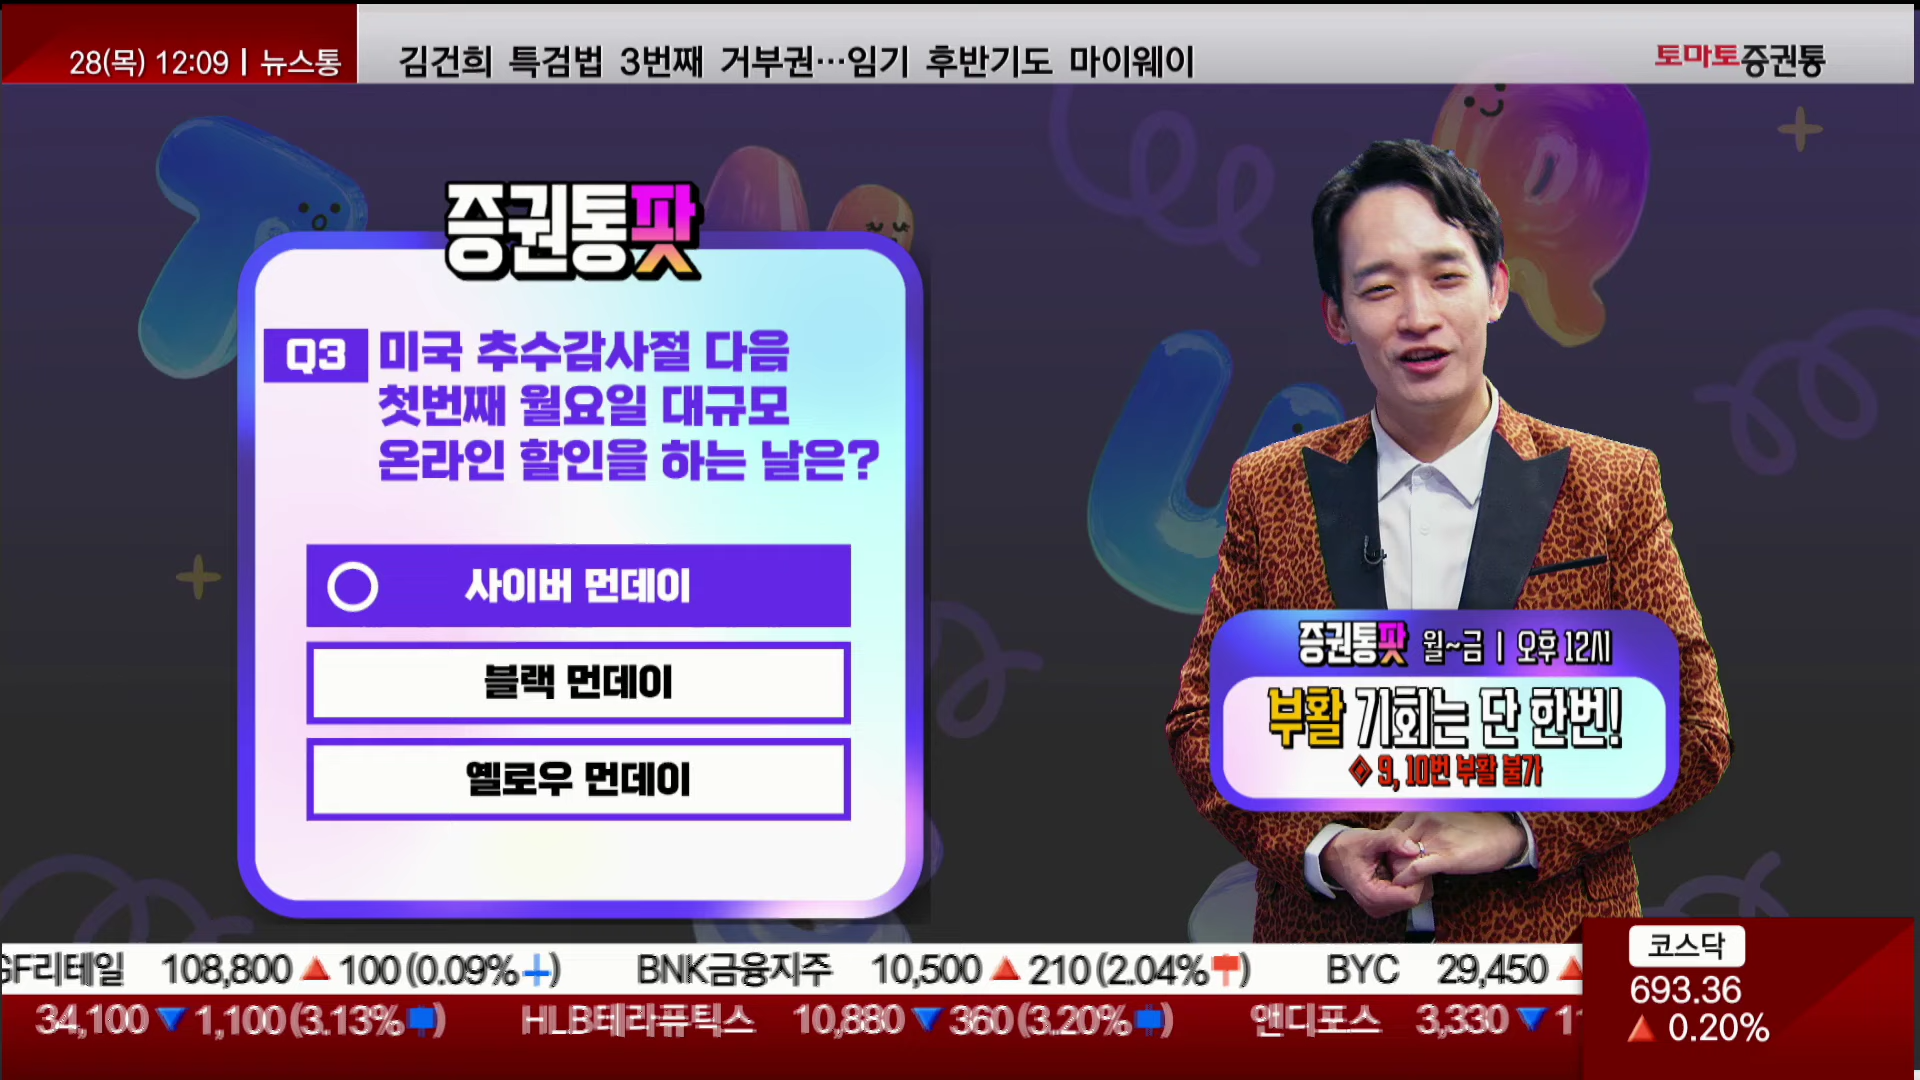 28(목) 12:09 | 뉴스통
김건희 특검법 3번째 거부권…임기 후반기도 마이웨이
토마토증권통
증권통팟
Q3 미국 추수감사절 다음
첫번째 월요일 대규모
온라인 할인을 하는 날은?
사이버 먼데이
블랙 먼데이
옐로우 먼데이
증권통팟 월~금 | 오후 12시
부활 기회는 단 한번!
9, 10번 부활 불가
GF리테일 108,800 ▲ 100 (0.09%) BNK금융지주 10,500 ▲ 210 (2.04%) BYC 29,450 ▲
34,100 ▼ 1,100 (3.13%) HLB테라퓨틱스 10,880 ▼ 360 (3.20%) 앤디포스 3,330 ▼ 11
코스닥
693.36
▲ 0.20%